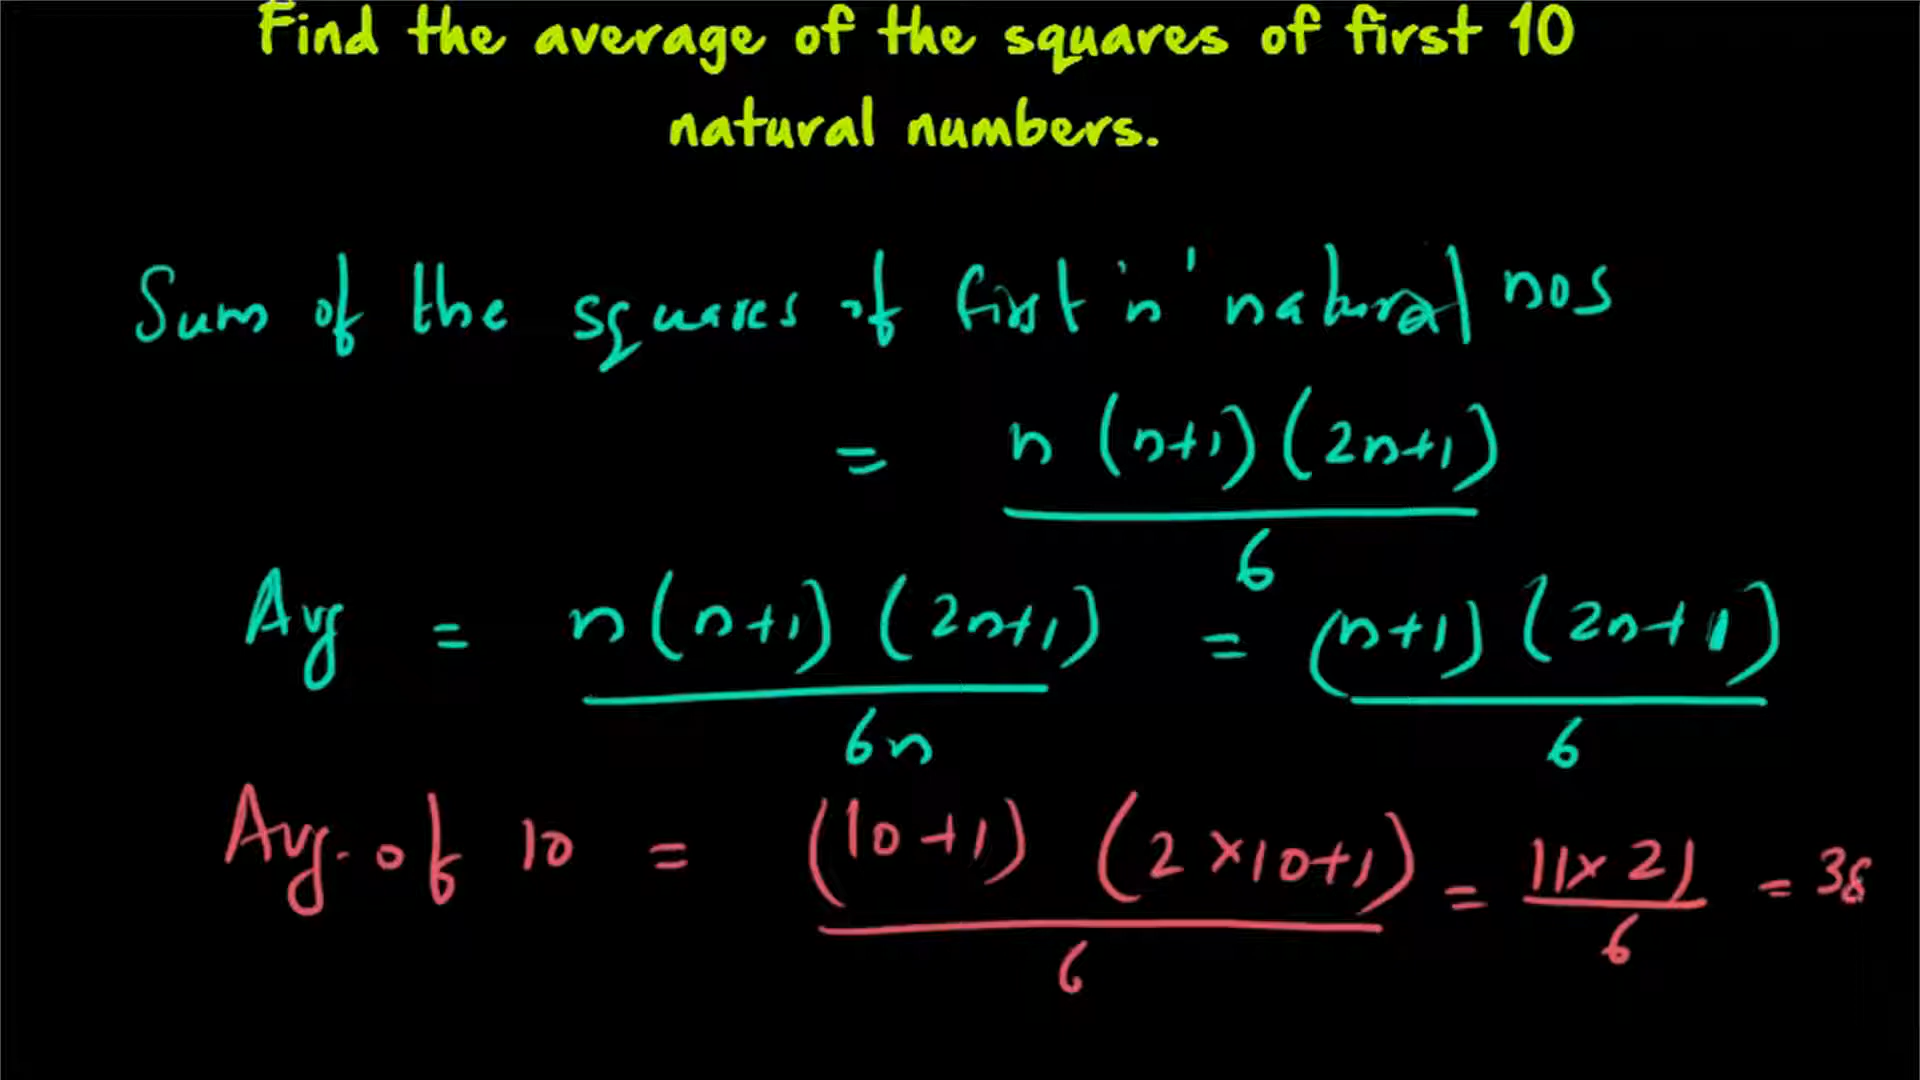 Find the average of the squares of first 10
natural numbers.
Sum of the squares of first 'n' natural nos
= n (n+1) (2n+1) / 6
Avg = n (n+1) (2n+1) / 6n = (n+1) (2n+1) / 6
Avg. of 10 = (10+1) (2×10+1) / 6 = 11×21 / 6 = 38